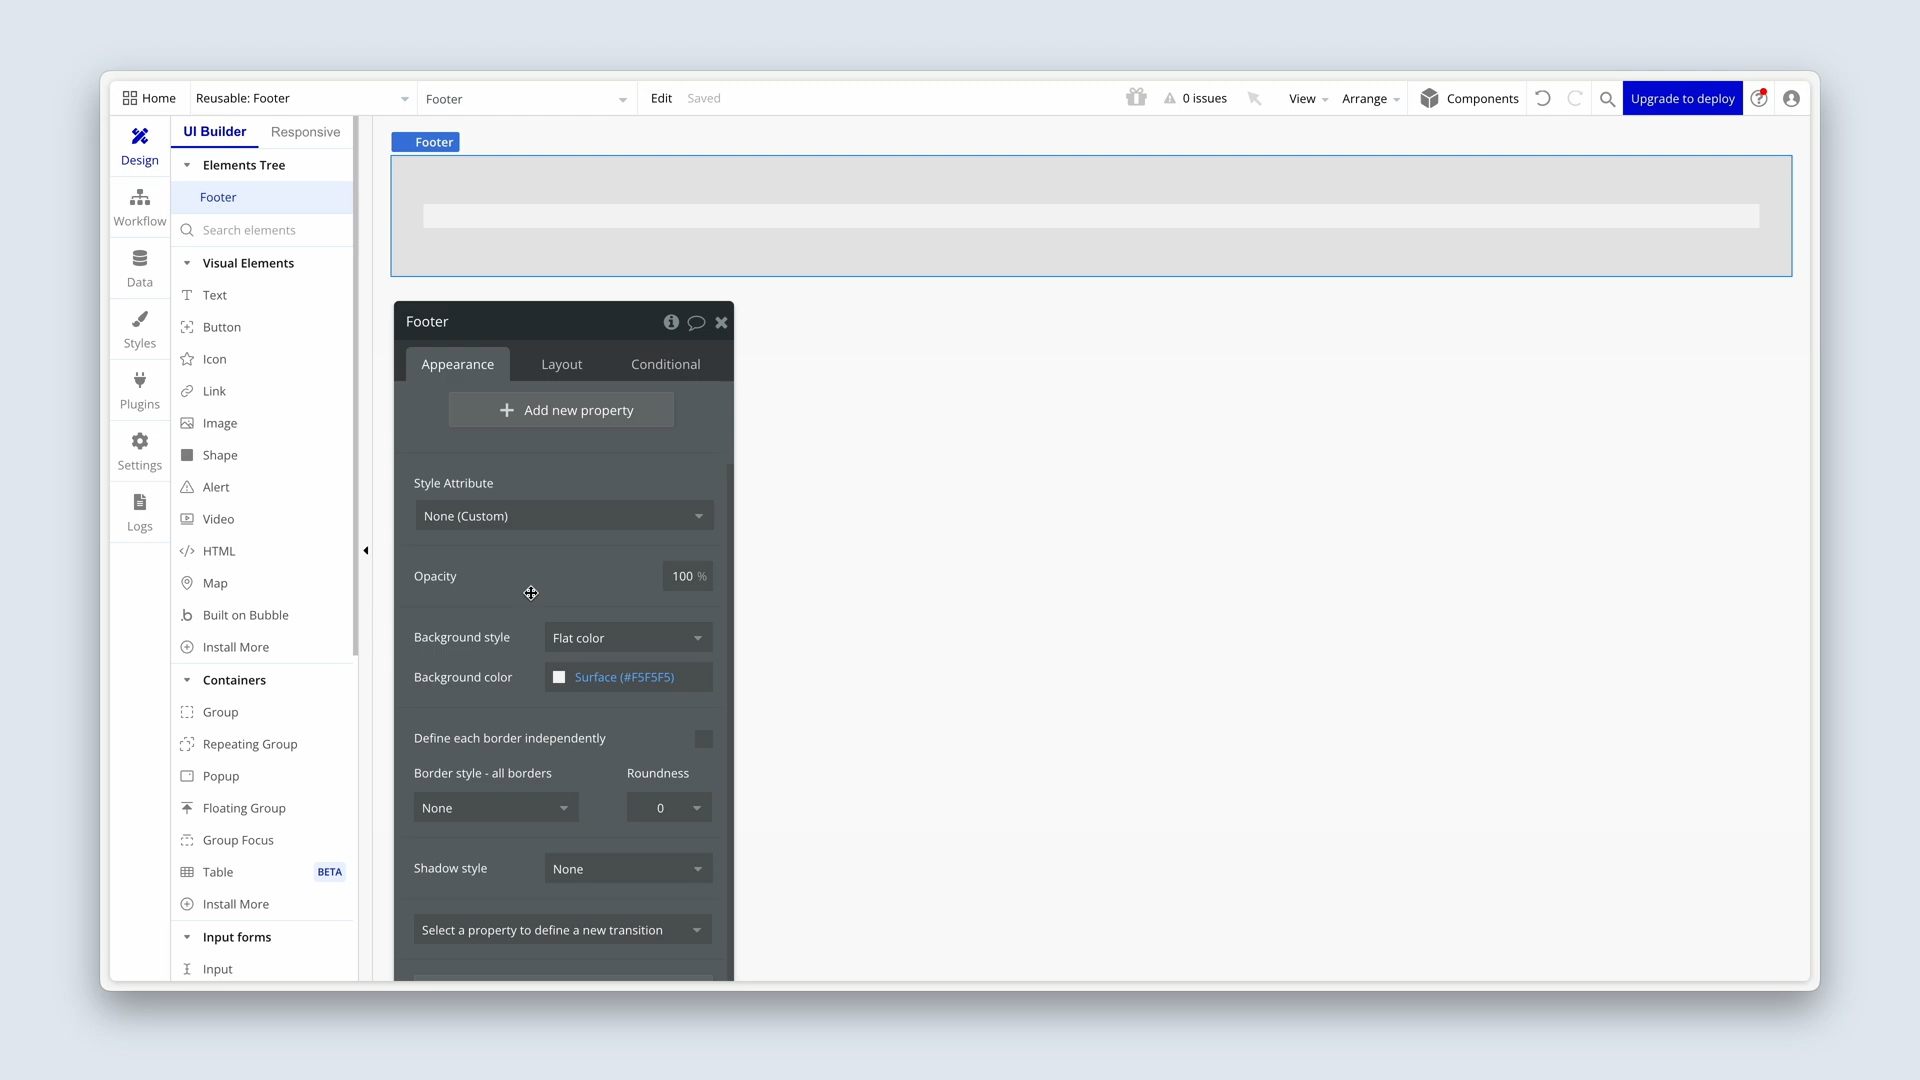 Home
Reusable: Footer
Footer
Edit
Saved
0 issues
View
Arrange
Components
Upgrade to deploy
Design
Workflow
Data
Styles
Plugins
Settings
Logs
UI Builder
Responsive
Elements Tree
Footer
Search elements
Visual Elements
Text
Button
Icon
Link
Image
Shape
Alert
Video
HTML
Map
Built on Bubble
Install More
Containers
Group
Repeating Group
Popup
Floating Group
Group Focus
Table BETA
Install More
Input forms
Input
Footer
Footer
Appearance
Layout
Conditional
Add new property
Style Attribute
None (Custom)
Opacity 100 %
Background style Flat color
Background color Surface (#F5F5F5)
Define each border independently
Border style - all borders Roundness
None 0
Shadow style None
Select a property to define a new transition